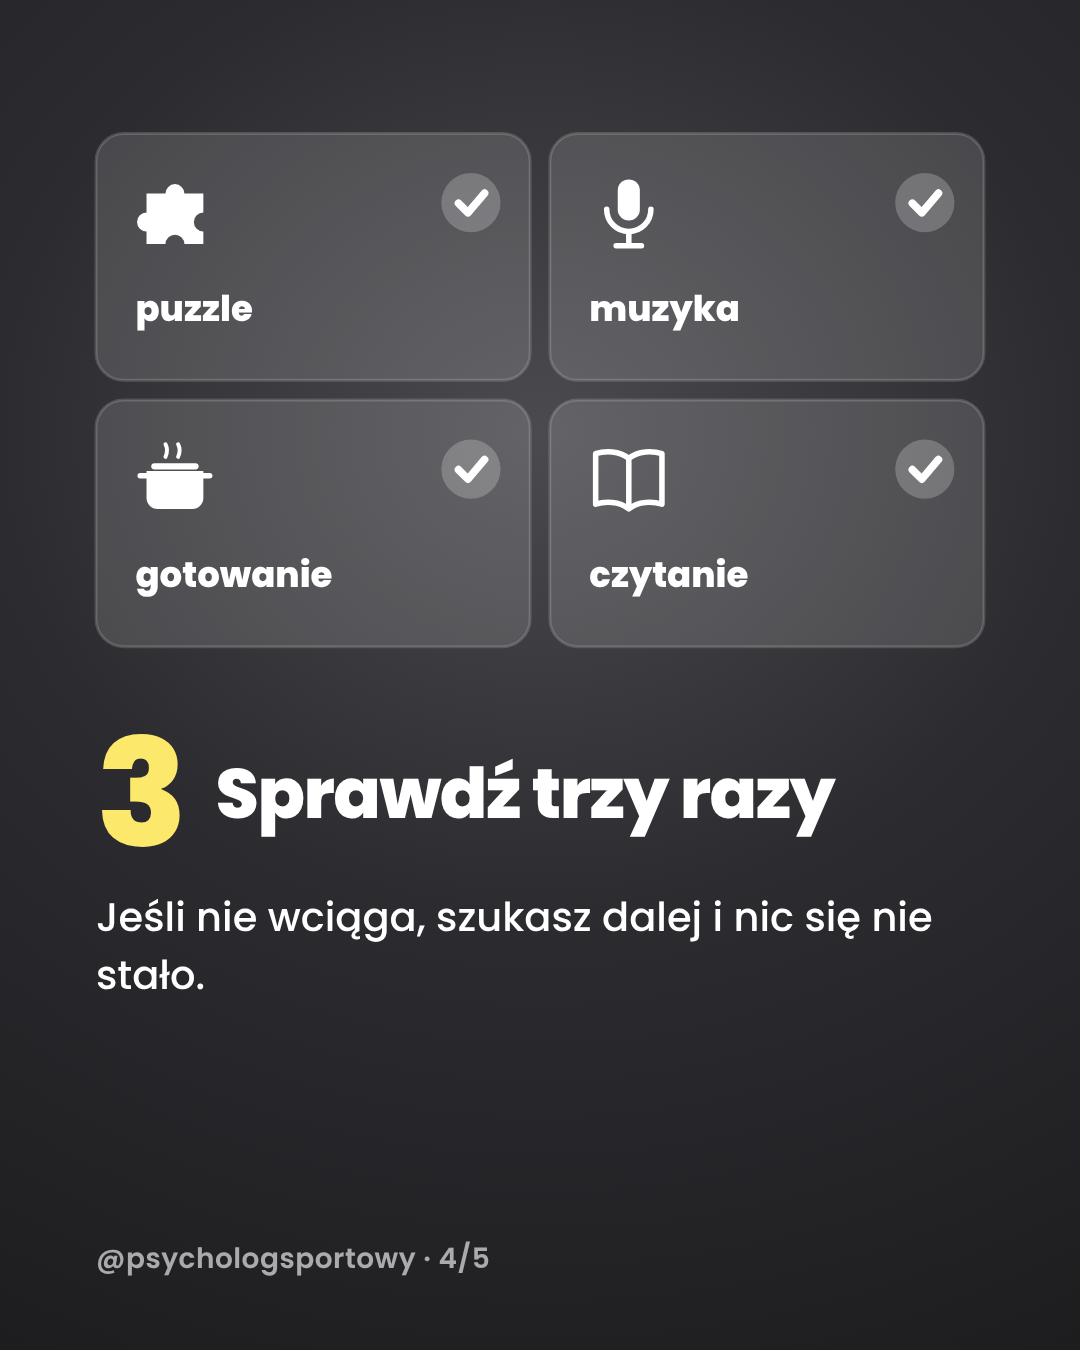 puzzle
muzyka
gotowanie
czytanie
3 Sprawdź trzy razy
Jeśli nie wciąga, szukasz dalej i nic się nie
stało.
@psychologsportowy · 4/5